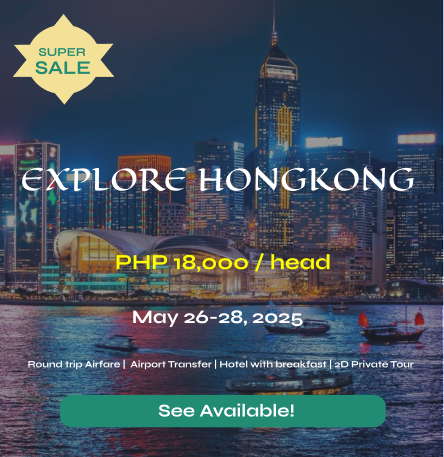 SUPER
SALE
EXPLORE HONGKONG
PHP 18,000 / head
May 26-28, 2025
Round trip Airfare | Airport Transfer | Hotel with breakfast | 2D Private Tour
See Available!